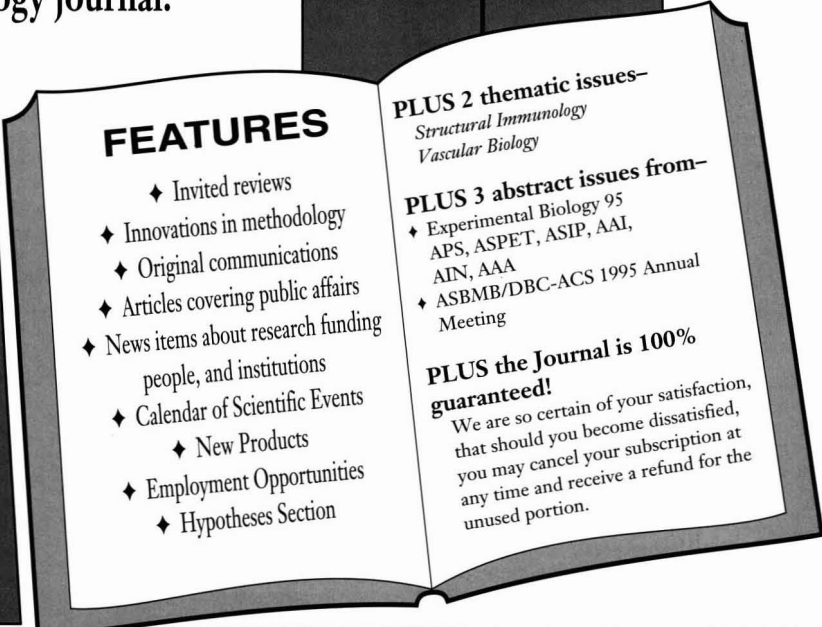 Journal.
FEATURES
♦ Invited reviews
♦ Innovations in methodology
♦ Original communications
♦ Articles covering public affairs
♦ News items about research funding
people, and institutions
♦ Calendar of Scientific Events
♦ New Products
♦ Employment Opportunities
♦ Hypotheses Section
PLUS 2 thematic issues–
Structural Immunology
Vascular Biology
PLUS 3 abstract issues from–
♦ Experimental Biology 95
APS, ASPET, ASIP, AAI,
AIN, AAA
♦ ASBMB/DBC-ACS 1995 Annual
Meeting
PLUS the Journal is 100%
guaranteed!
We are so certain of your satisfaction,
that should you become dissatisfied,
you may cancel your subscription at
any time and receive a refund for the
unused portion.